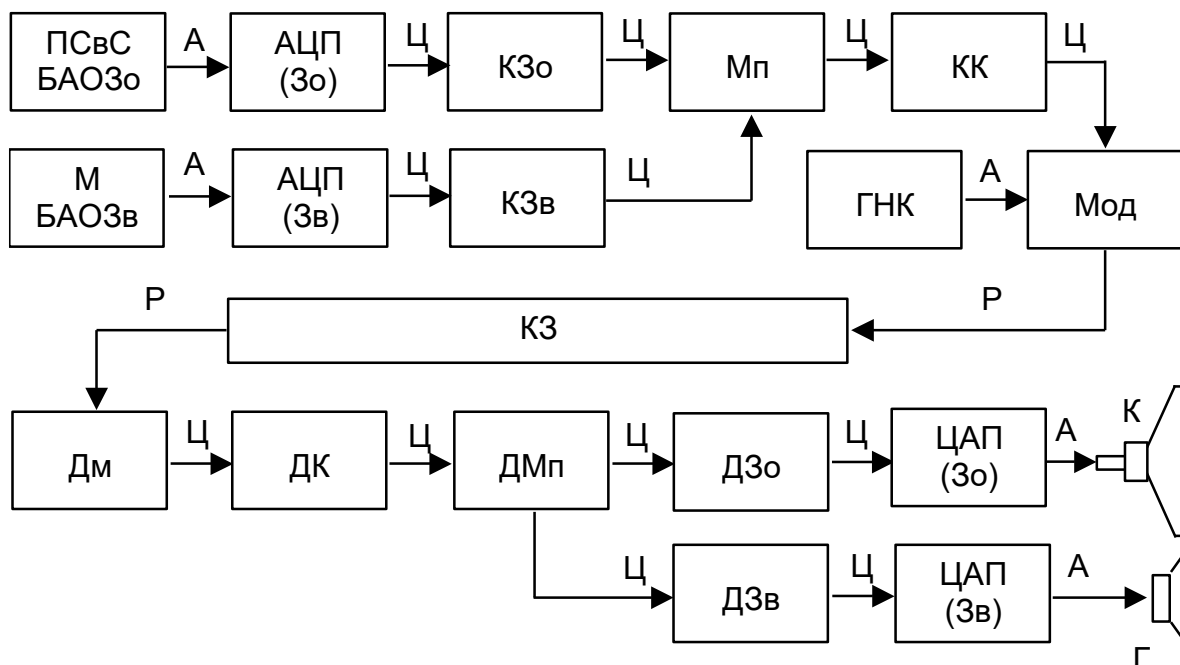 ПСвС
БАОЗо
А
АЦП
(Зо)
Ц
КЗо
Ц
Мп
Ц
КК
Ц
М
БАОЗв
А
АЦП
(Зв)
Ц
КЗв
Ц
ГНК
А
Мод
Р
КЗ
Р
Дм
Ц
ДК
Ц
ДМп
Ц
ДЗо
Ц
ЦАП
(Зо)
А
К
Ц
ДЗв
Ц
ЦАП
(Зв)
А
Г